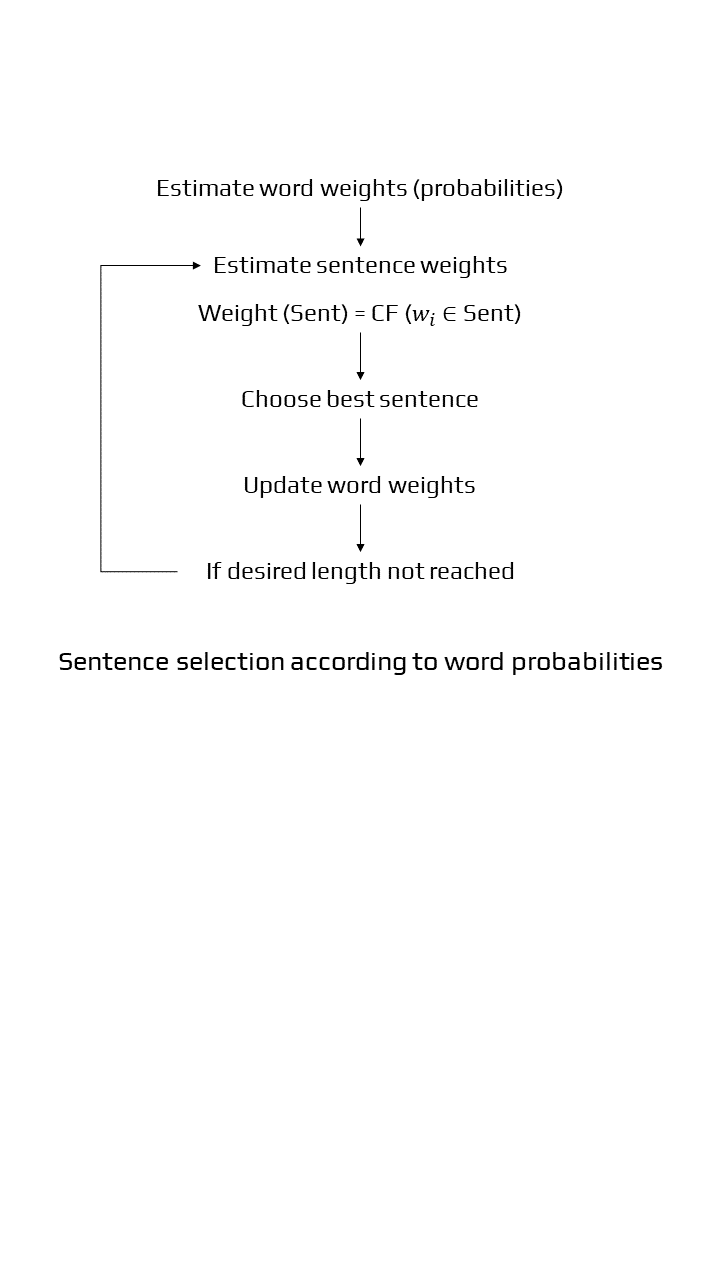 Estimate word weights (probabilities)
Estimate sentence weights
Weight (Sent) = CF (𝑤𝑖 ∈ Sent)
Choose best sentence
Update word weights
If desired length not reached
Sentence selection according to word probabilities